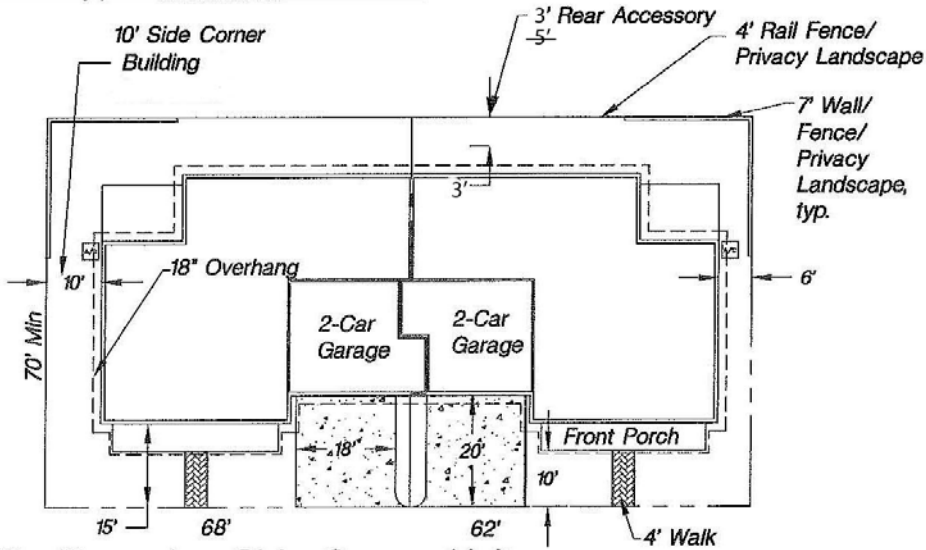 3' Rear Accessory
5'
10' Side Corner
Building
4' Rail Fence/
Privacy Landscape
7' Wall/
Fence/
Privacy
Landscape,
typ.
3'
18" Overhang
10'
6'
70' Min
2-Car
Garage
2-Car
Garage
Front Porch
18'
20'
10'
15'
68'
62'
4' Walk